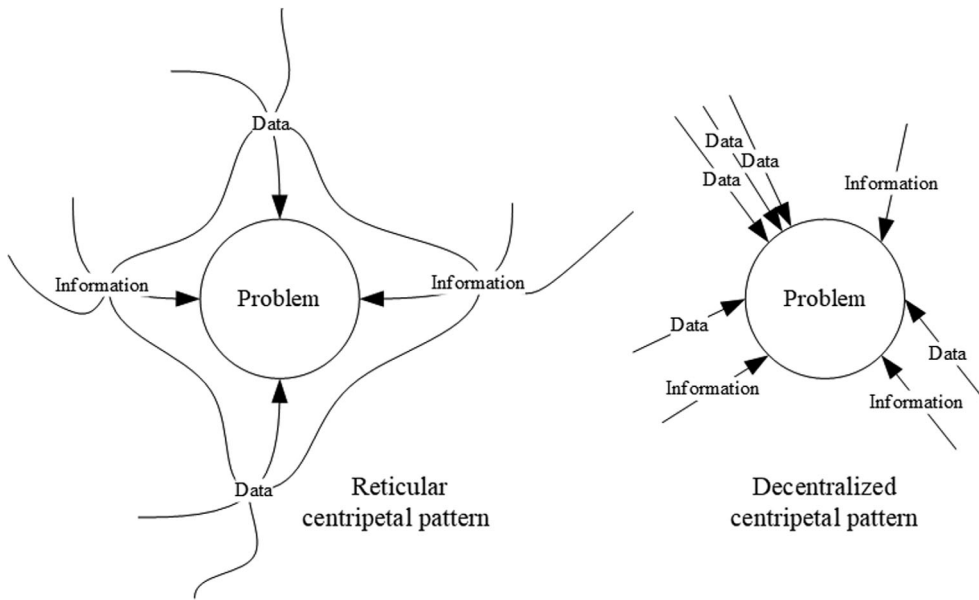 Data
Information
Problem
Information
Data
Reticular
centripetal pattern
Data
Data
Data
Information
Problem
Data
Data
Information
Information
Decentralized
centripetal pattern